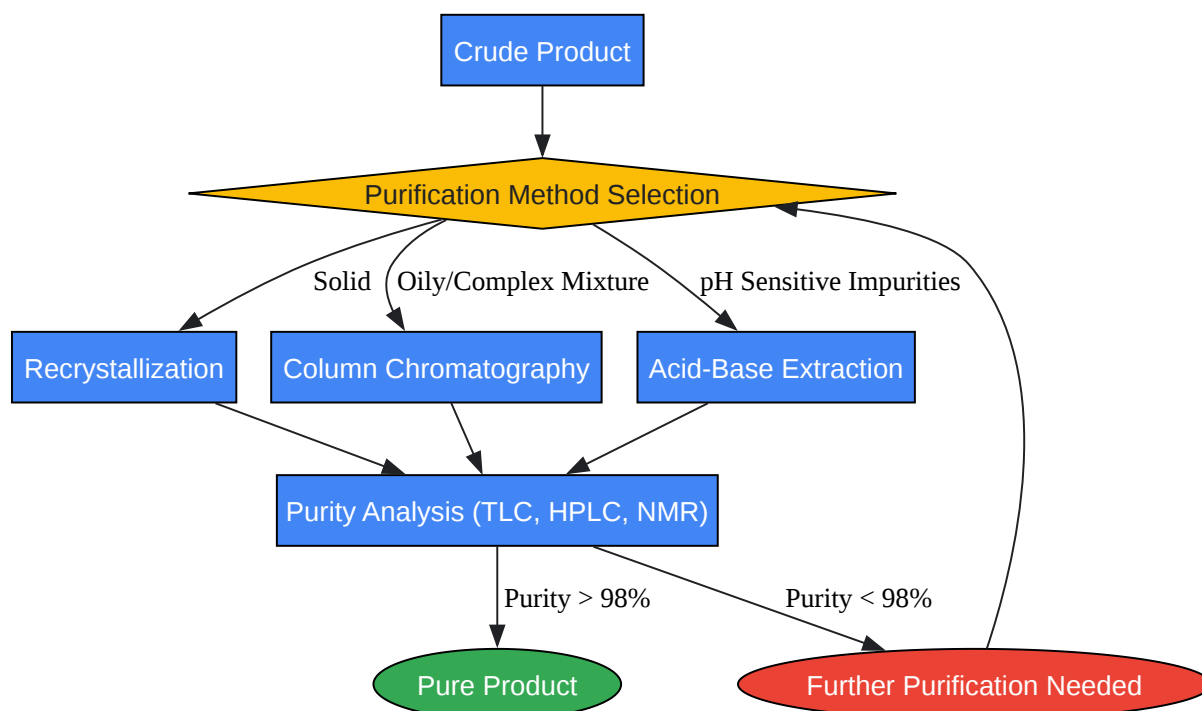 Crude Product
Purification Method Selection
Solid
Oily/Complex Mixture
pH Sensitive Impurities
Recrystallization
Column Chromatography
Acid-Base Extraction
Purity Analysis (TLC, HPLC, NMR)
Purity > 98%
Purity < 98%
Pure Product
Further Purification Needed